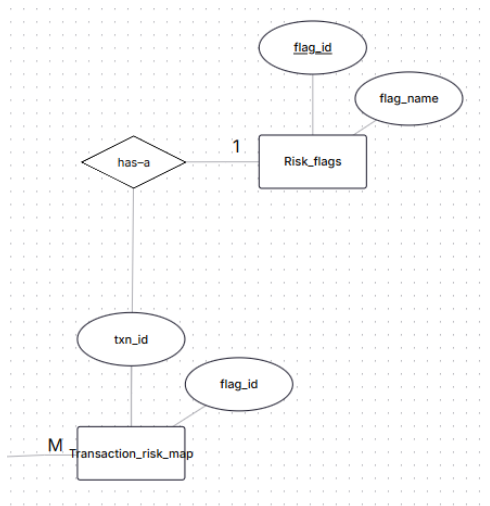 flag_id
flag_name
1
has–a
Risk_flags
txn_id
flag_id
M
Transaction_risk_map